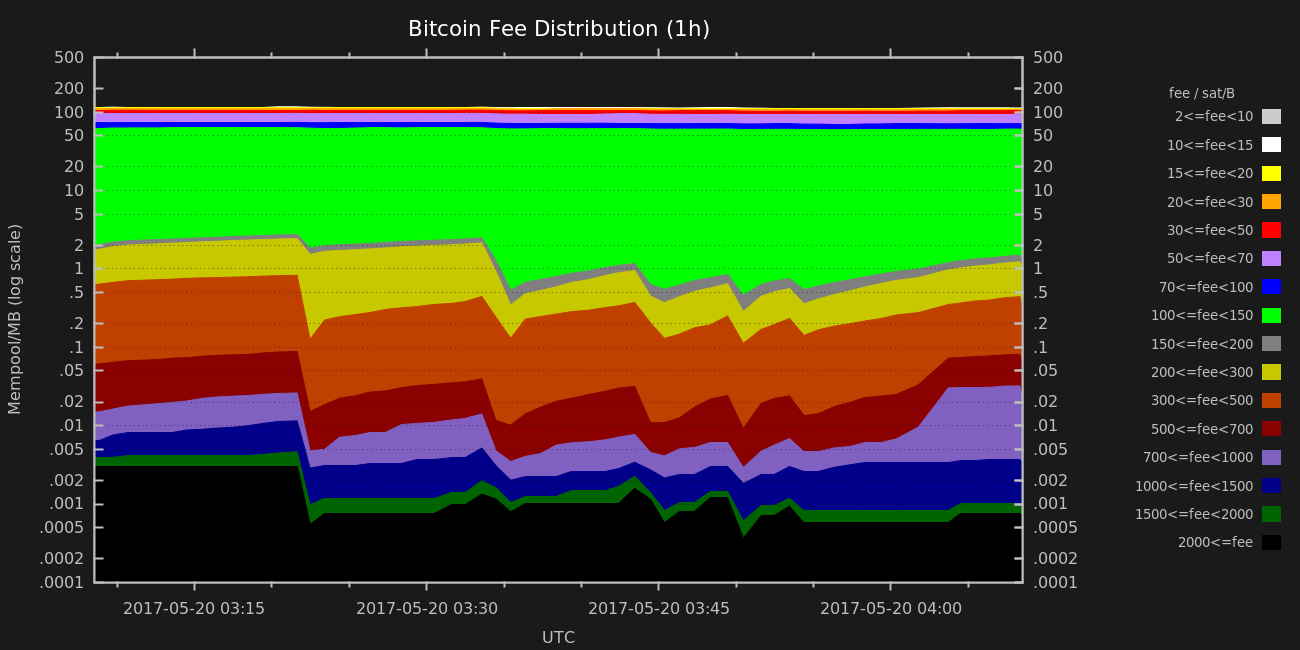 Bitcoin Fee Distribution (1h)
500
200
100
50
20
10
5
2
1
.5
.2
.1
.05
.02
.01
.005
.002
.001
.0005
.0002
.0001
Mempool/MB (log scale)
500
200
100
50
20
10
5
2
1
.5
.2
.1
.05
.02
.01
.005
.002
.001
.0005
.0002
.0001
fee / sat/B
2<=fee<10
10<=fee<15
15<=fee<20
20<=fee<30
30<=fee<50
50<=fee<70
70<=fee<100
100<=fee<150
150<=fee<200
200<=fee<300
300<=fee<500
500<=fee<700
700<=fee<1000
1000<=fee<1500
1500<=fee<2000
2000<=fee
2017-05-20 03:15 2017-05-20 03:30 2017-05-20 03:45 2017-05-20 04:00
UTC